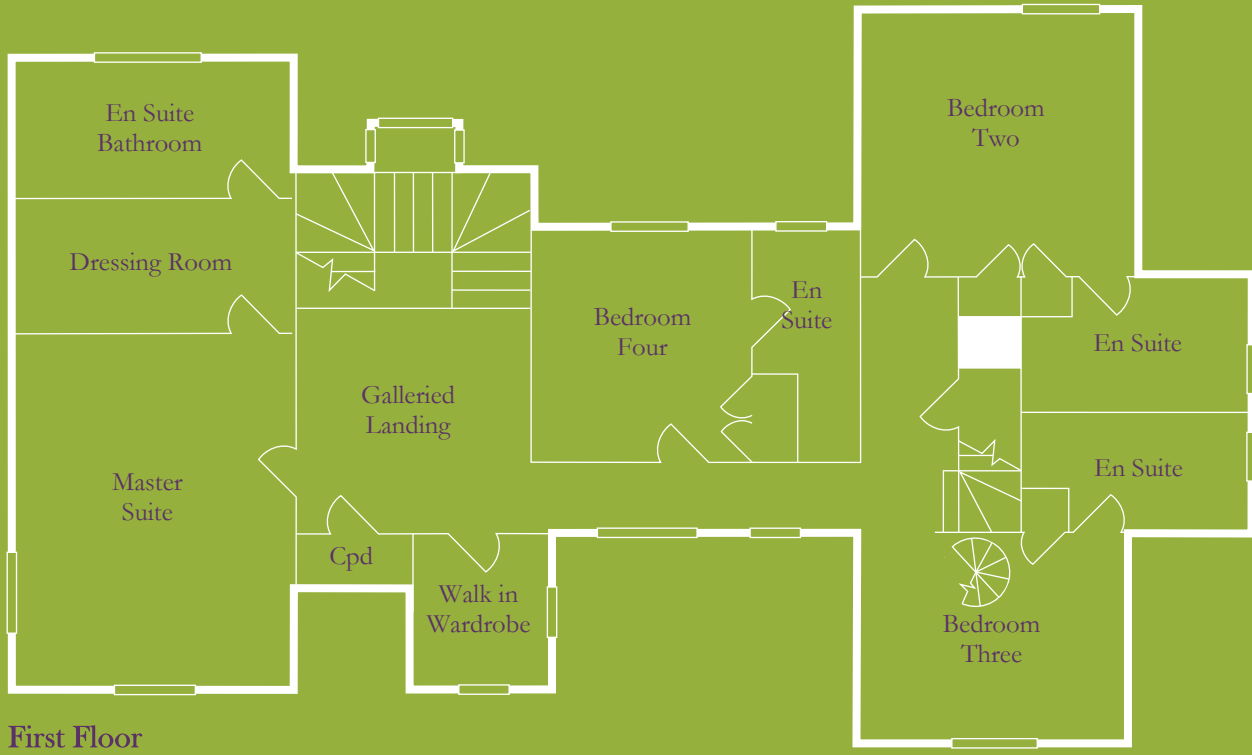 En Suite
Bathroom
Bedroom
Two
Dressing Room
En
Suite
Bedroom
Four
En Suite
Galleried
Landing
En Suite
Master
Suite
Cpd
Walk in
Wardrobe
Bedroom
Three
First Floor